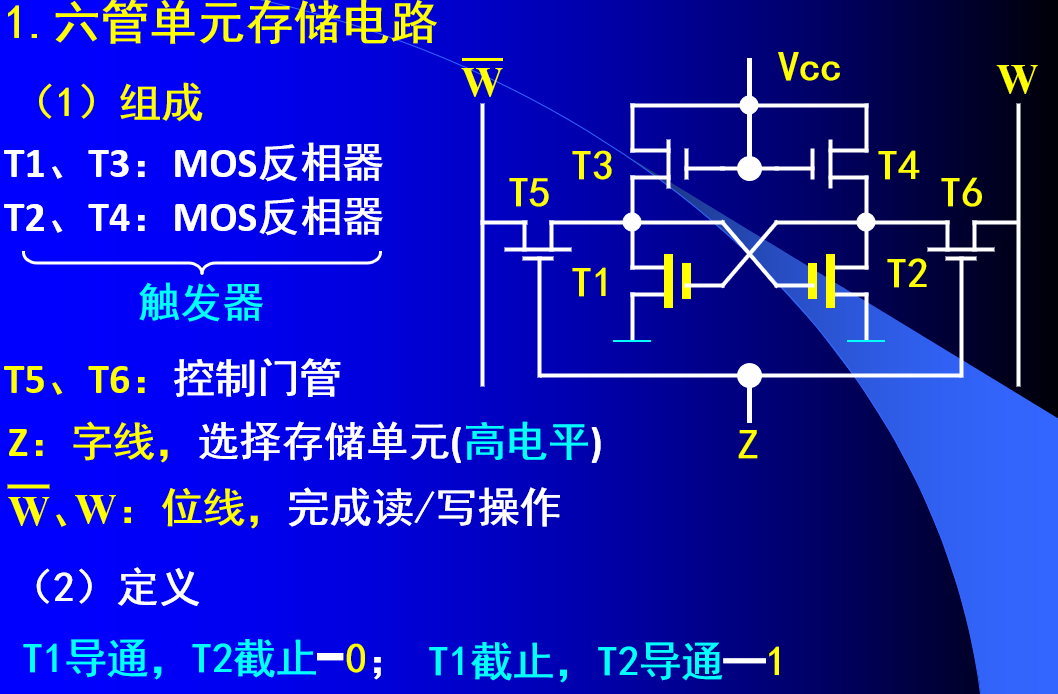 1.六管单元存储电路
（1）组成
T1、T3：MOS反相器
T2、T4：MOS反相器
触发器
T5、T6：控制门管
Z：字线，选择存储单元(高电平)
W̅、W：位线，完成读/写操作
（2）定义
T1导通，T2截止━0； T1截止，T2导通—1
W̅
Vcc
W
T3
T4
T5
T6
T1
T2
Z